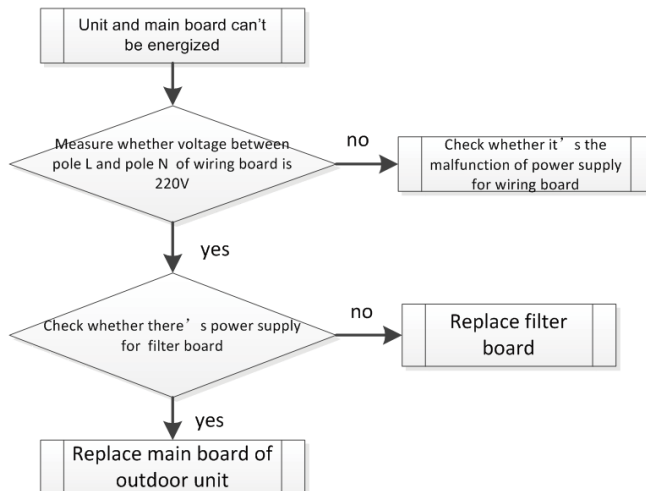 Unit and main board can't
be energized
Measure whether voltage between
pole L and pole N of wiring board is
220V
no
Check whether it's the
malfunction of power supply
for wiring board
yes
Check whether there's power supply
for filter board
no
Replace filter
board
yes
Replace main board of
outdoor unit